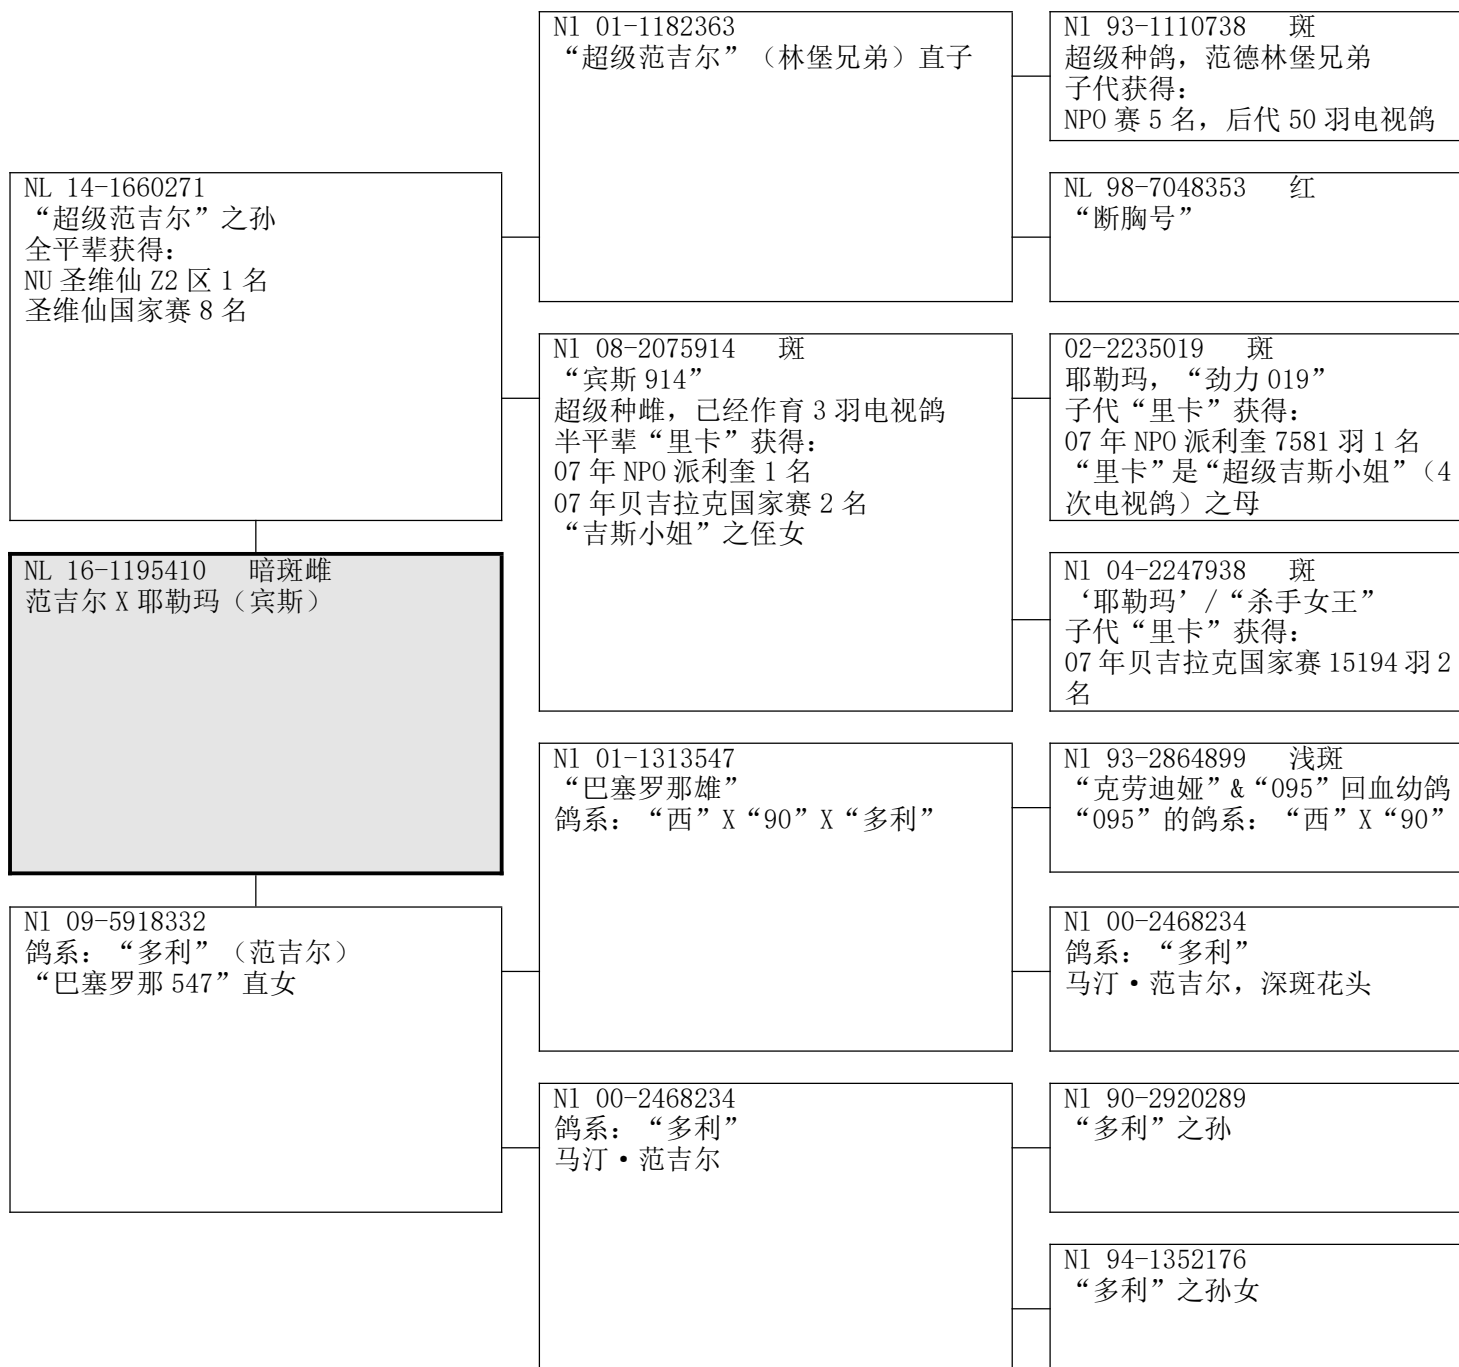 Nl 01-1182363
“超级范吉尔”（林堡兄弟）直子
Nl 93-1110738 斑
超级种鸽，范德林堡兄弟
子代获得：
NPO 赛 5 名，后代 50 羽电视鸽
NL 14-1660271
“超级范吉尔”之孙
全平辈获得：
NU 圣维仙 Z2 区 1 名
圣维仙国家赛 8 名
NL 98-7048353 红
“断胸号”
Nl 08-2075914 斑
“宾斯 914”
超级种雌，已经作育 3 羽电视鸽
半平辈“里卡”获得：
07 年 NPO 派利奎 1 名
07 年贝吉拉克国家赛 2 名
“吉斯小姐”之侄女
02-2235019 斑
耶勒玛，“劲力 019”
子代“里卡”获得：
07 年 NPO 派利奎 7581 羽 1 名
“里卡”是“超级吉斯小姐”（4
次电视鸽）之母
NL 16-1195410 暗斑雌
范吉尔 X 耶勒玛（宾斯）
Nl 04-2247938 斑
‘耶勒玛’/“杀手女王”
子代“里卡”获得：
07 年贝吉拉克国家赛 15194 羽 2
名
Nl 01-1313547
“巴塞罗那雄”
鸽系：“西”X“90”X“多利”
Nl 93-2864899 浅斑
“克劳迪娅”&“095”回血幼鸽
“095”的鸽系：“西”X“90”
Nl 09-5918332
鸽系：“多利”（范吉尔）
“巴塞罗那 547”直女
Nl 00-2468234
鸽系：“多利”
马汀·范吉尔，深斑花头
Nl 00-2468234
鸽系：“多利”
马汀·范吉尔
Nl 90-2920289
“多利”之孙
Nl 94-1352176
“多利”之孙女